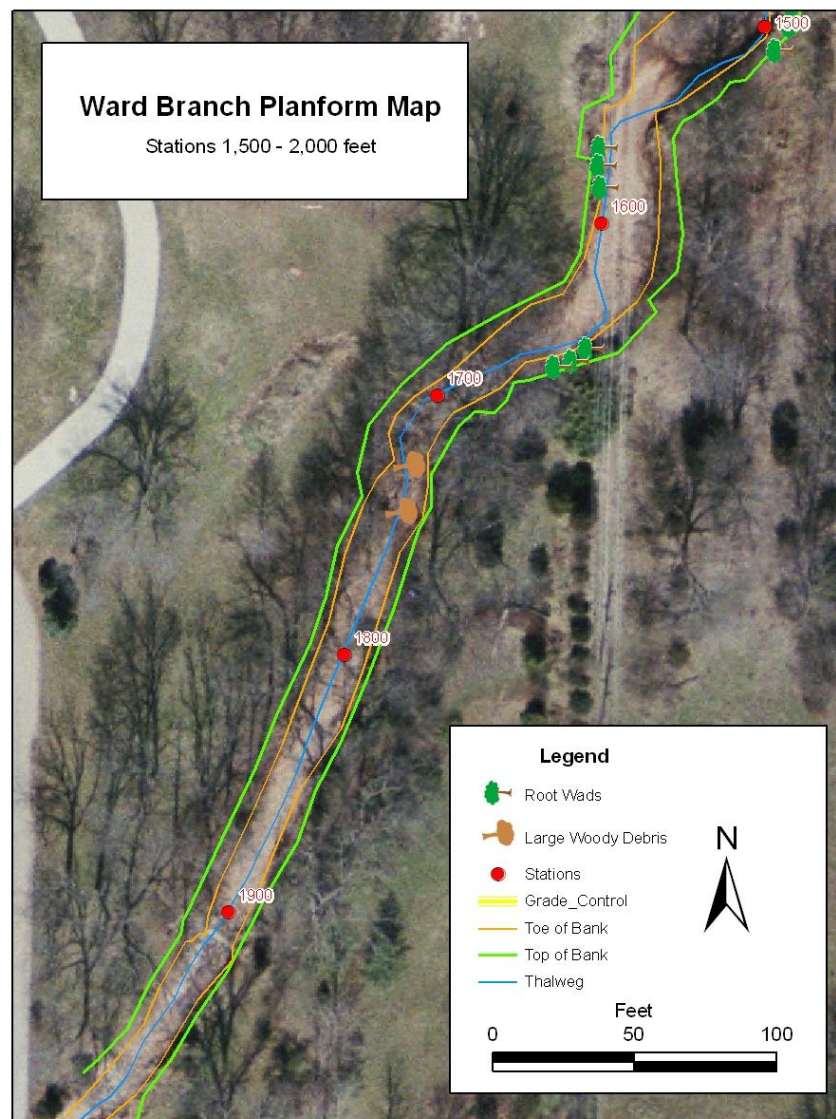 Ward Branch Planform Map
Stations 1,500 - 2,000 feet
1500
1600
1700
1800
1900
Legend
Root Wads
Large Woody Debris
Stations
Grade_Control
Toe of Bank
Top of Bank
Thalweg
N
Feet
0 50 100